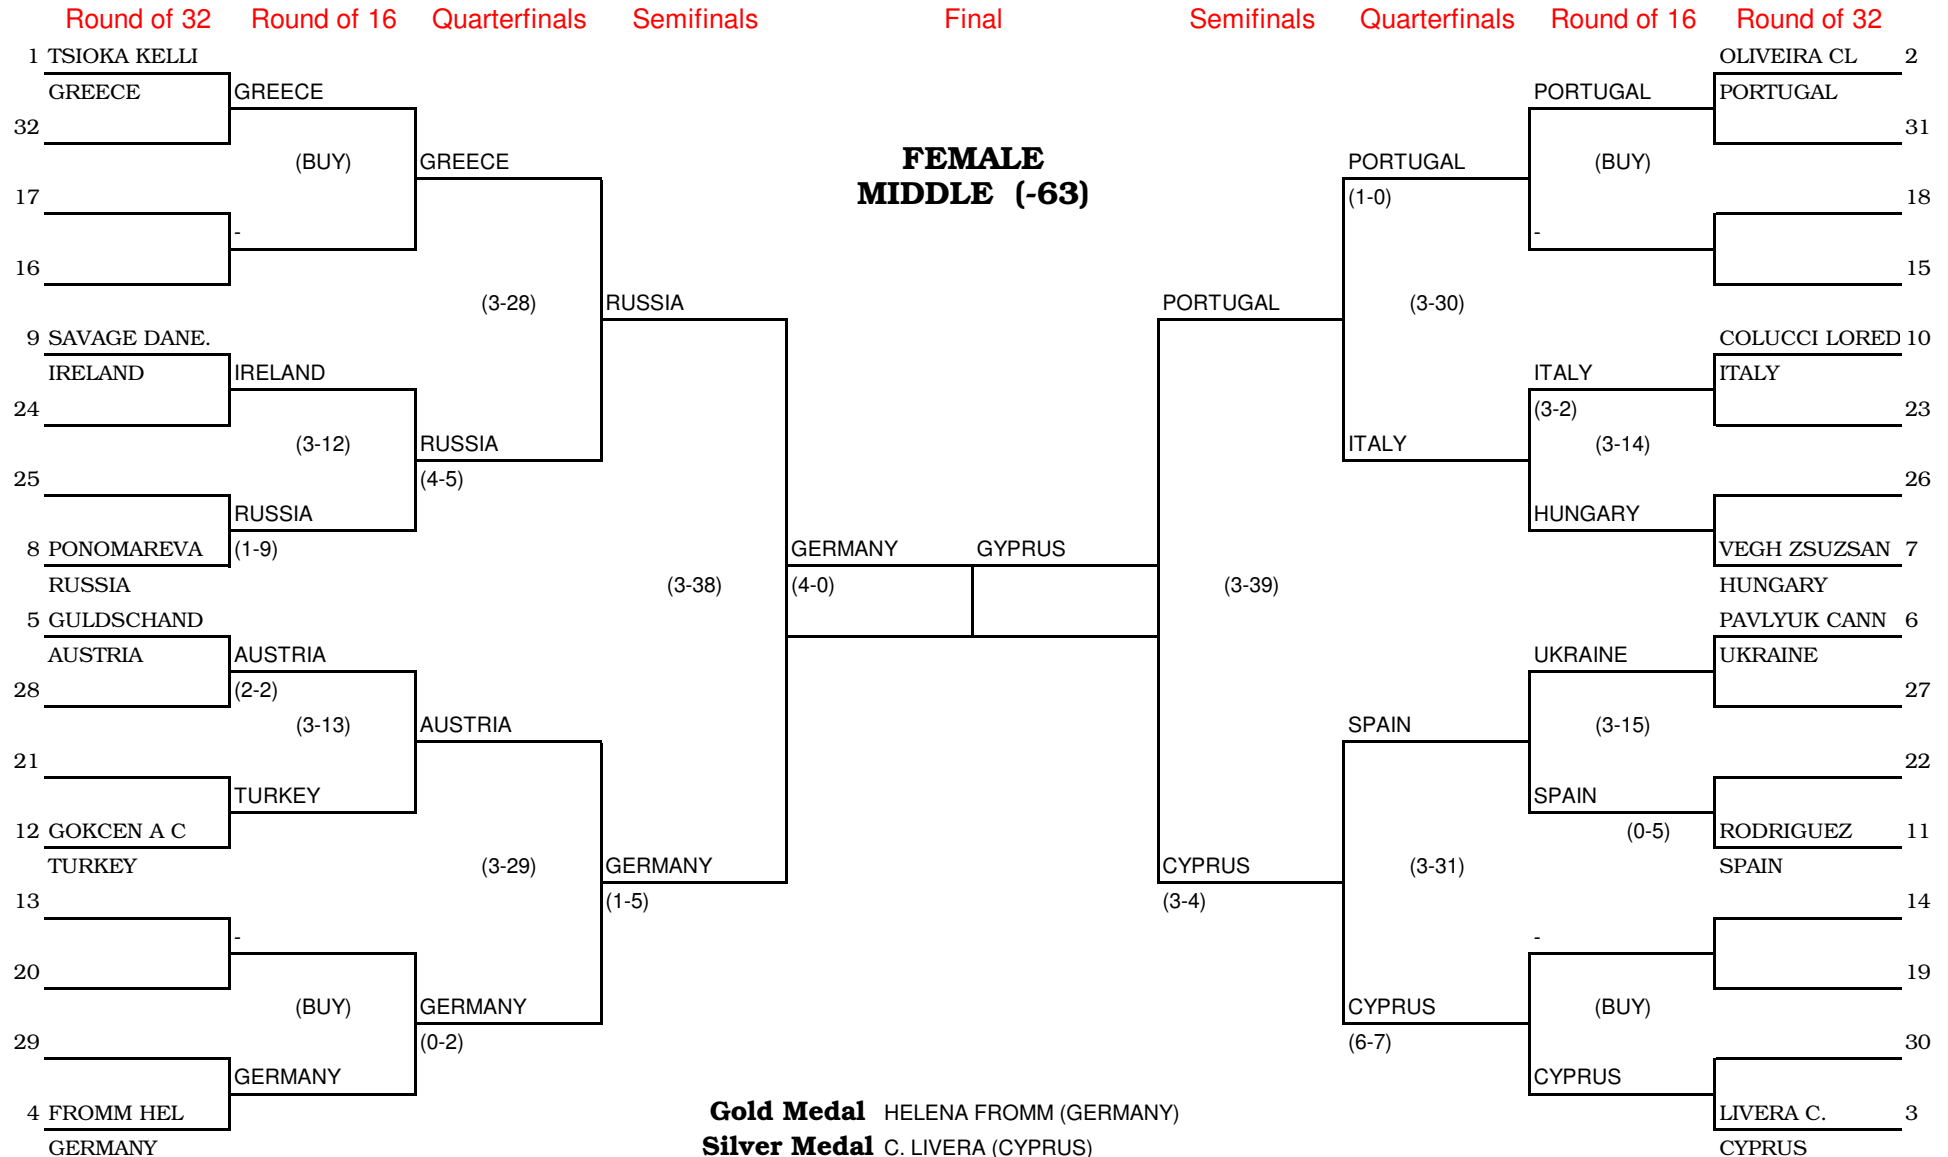 Round of 32 Round of 16 Quarterfinals Semifinals Final Semifinals Quarterfinals Round of 16 Round of 32
1 TSIOKA KELLI OLIVEIRA CL 2
GREECE GREECE PORTUGAL PORTUGAL
32 31
(BUY) GREECE FEMALE PORTUGAL (BUY)
17 MIDDLE (-63) (1-0) 18
- -
16 15
(3-28) RUSSIA PORTUGAL (3-30)
9 SAVAGE DANE. COLUCCI LORED 10
IRELAND IRELAND ITALY ITALY
24 (3-2) 23
(3-12) RUSSIA ITALY (3-14)
25 (4-5) 26
RUSSIA HUNGARY
8 PONOMAREVA (1-9) GERMANY GYPRUS VEGH ZSUZSAN 7
RUSSIA (3-38) (4-0) (3-39) HUNGARY
5 GULDSCHAND PAVLYUK CANN 6
AUSTRIA AUSTRIA UKRAINE UKRAINE
28 (2-2) 27
(3-13) AUSTRIA SPAIN (3-15)
21 22
TURKEY SPAIN
12 GOKCEN A C (0-5) RODRIGUEZ 11
TURKEY (3-29) GERMANY CYPRUS (3-31) SPAIN
13 (1-5) (3-4) 14
- -
20 19
(BUY) GERMANY CYPRUS (BUY)
29 (0-2) (6-7) 30
GERMANY CYPRUS
4 FROMM HEL Gold Medal HELENA FROMM (GERMANY) LIVERA C. 3
GERMANY Silver Medal C. LIVERA (CYPRUS) CYPRUS